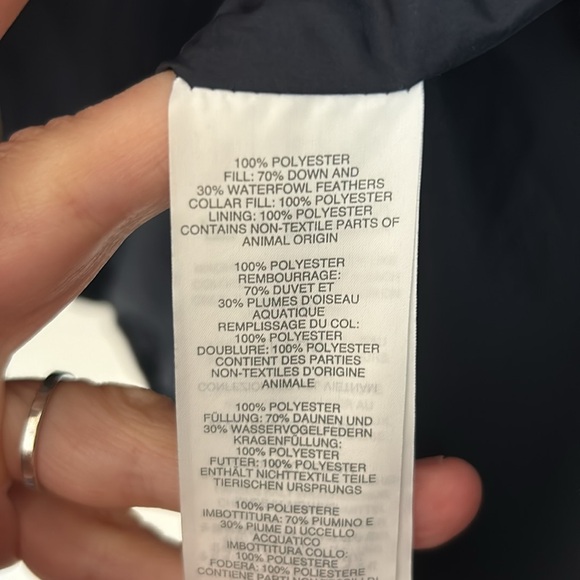 100% POLYESTER
FILL: 70% DOWN AND
30% WATERFOWL FEATHERS
COLLAR FILL: 100% POLYESTER
LINING: 100% POLYESTER
CONTAINS NON-TEXTILE PARTS OF
ANIMAL ORIGIN
100% POLYESTER
REMBOURRAGE:
70% DUVET ET
30% PLUMES D'OISEAU
AQUATIQUE
REMPLISSAGE DU COL:
100% POLYESTER
DOUBLURE: 100% POLYESTER
CONTIENT DES PARTIES
NON-TEXTILES D'ORIGINE
ANIMALE
100% POLYESTER
FÜLLUNG: 70% DAUNEN UND
30% WASSERVOGELFEDERN
KRAGENFÜLLUNG:
100% POLYESTER
FUTTER: 100% POLYESTER
ENTHÄLT NICHTTEXTILE TEILE
TIERISCHEN URSPRUNGS
100% POLIESTERE
IMBOTTITURA: 70% PIUMINO E
30% PIUME DI UCCELLO
ACQUATICO
IMBOTTITURA COLLO:
100% POLIESTERE
FODERA: 100% POLIESTERE
CONTIENE PARTI